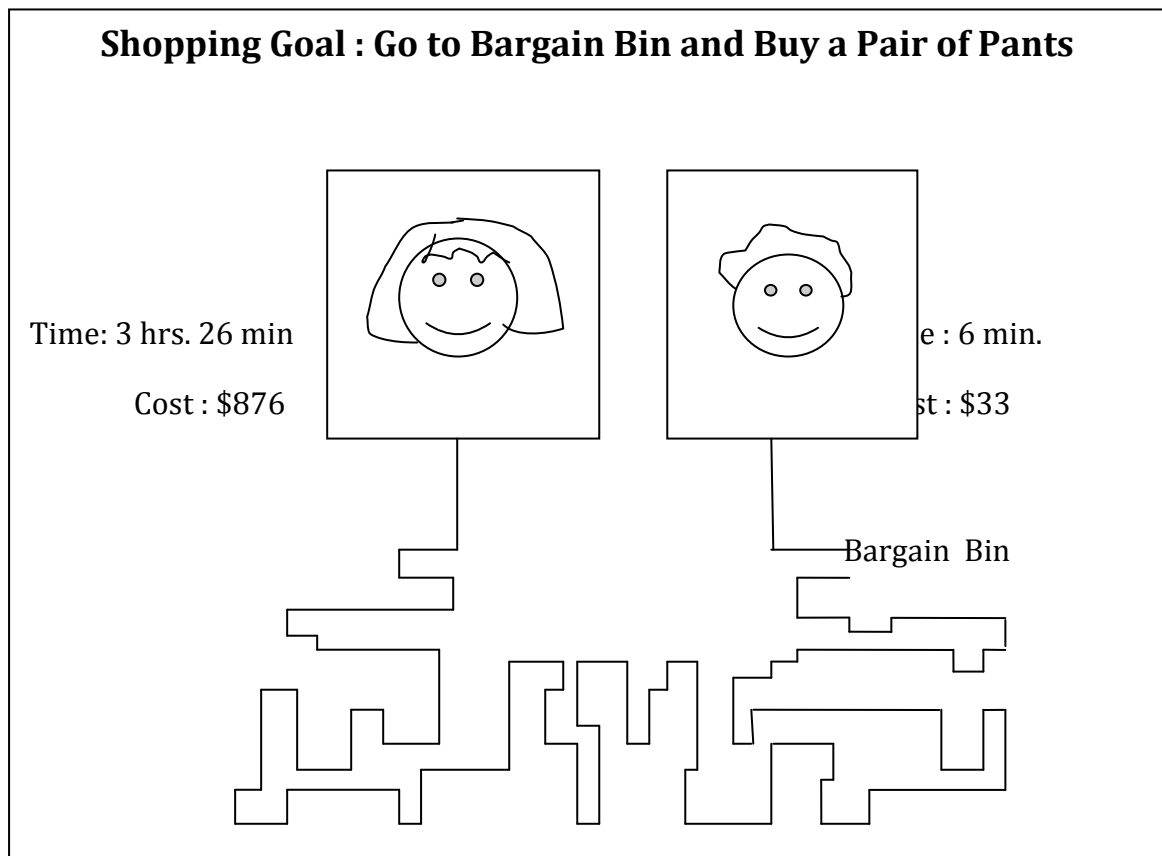 Shopping Goal : Go to Bargain Bin and Buy a Pair of Pants
Time: 3 hrs. 26 min
e : 6 min.
Cost : $876
st : $33
Bargain Bin